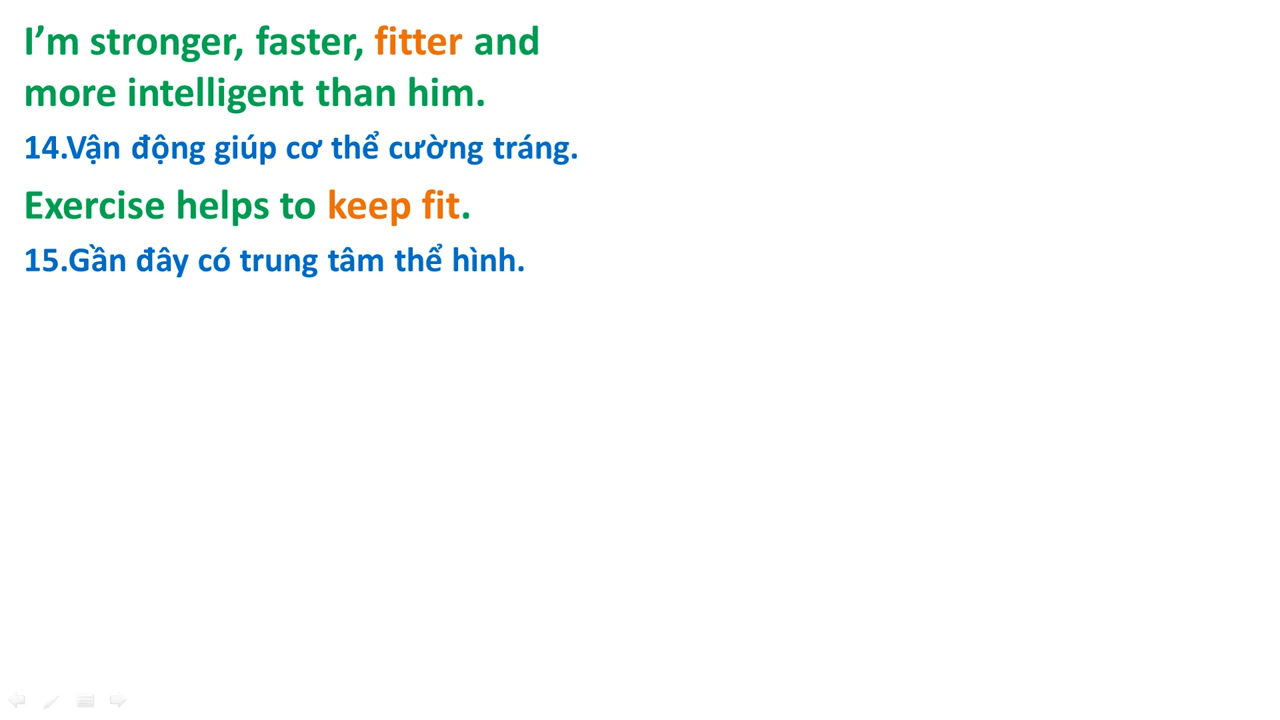 I’m stronger, faster, fitter and
more intelligent than him.
14.Vận động giúp cơ thể cường tráng.
Exercise helps to keep fit.
15.Gần đây có trung tâm thể hình.